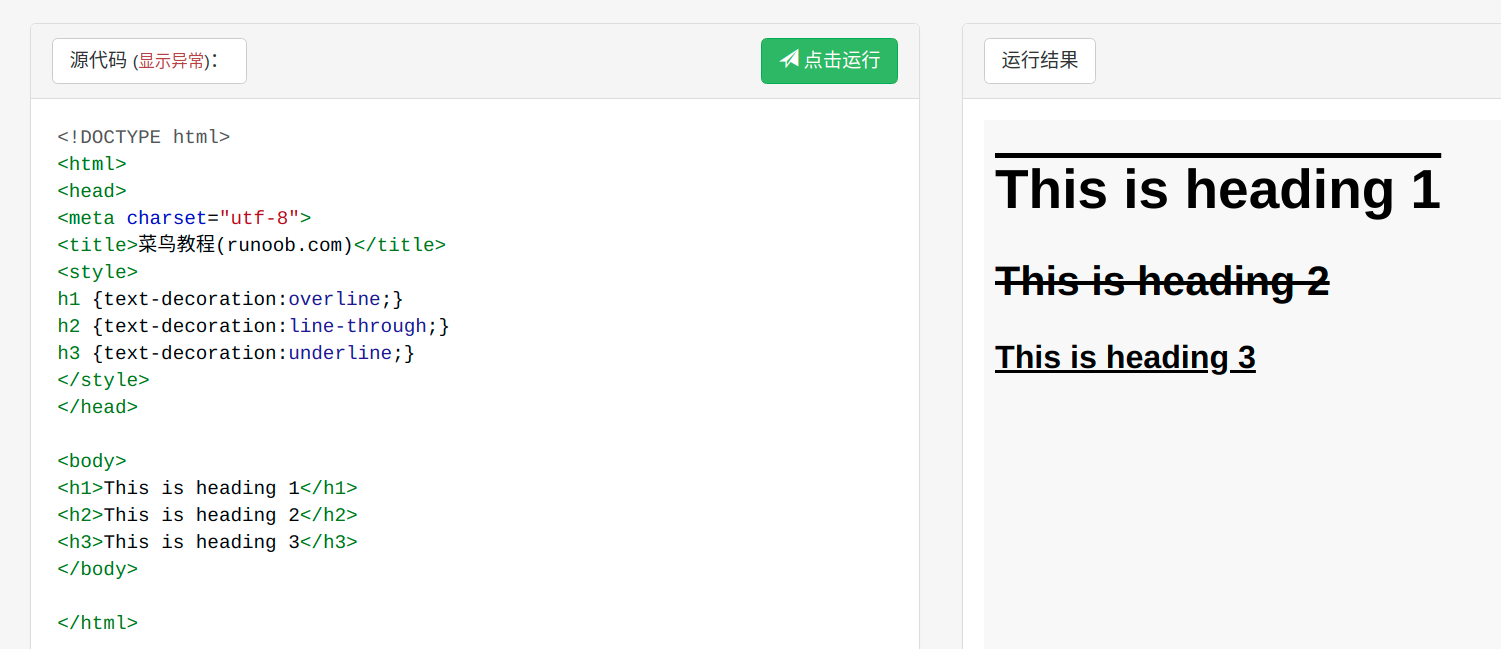 源代码 (显示异常)：
点击运行
<!DOCTYPE html>
<html>
<head>
<meta charset="utf-8">
<title>菜鸟教程(runoob.com)</title>
<style>
h1 {text-decoration:overline;}
h2 {text-decoration:line-through;}
h3 {text-decoration:underline;}
</style>
</head>
<body>
<h1>This is heading 1</h1>
<h2>This is heading 2</h2>
<h3>This is heading 3</h3>
</body>
</html>
运行结果
This is heading 1
This is heading 2
This is heading 3